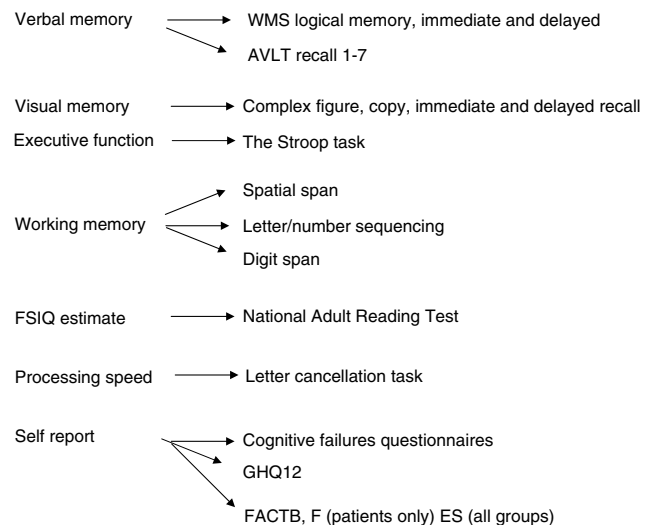 Verbal memory WMS logical memory, immediate and delayed
AVLT recall 1-7
Visual memory Complex figure, copy, immediate and delayed recall
Executive function The Stroop task
Spatial span
Working memory Letter/number sequencing
Digit span
FSIQ estimate National Adult Reading Test
Processing speed Letter cancellation task
Self report Cognitive failures questionnaires
GHQ12
FACTB, F (patients only) ES (all groups)